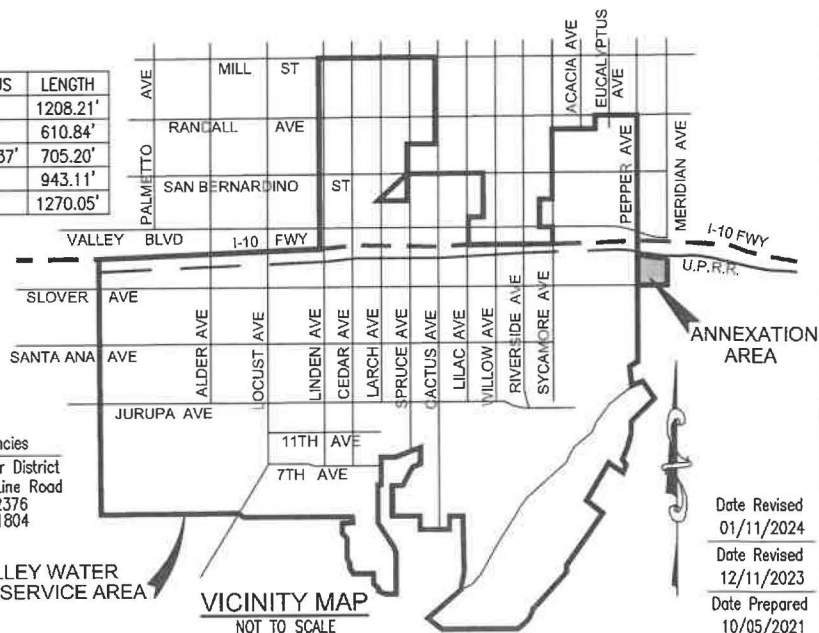 US LENGTH
1208.21'
610.84'
37' 705.20'
943.11'
1270.05'
PALMETTO AVE
MILL ST
RANDALL AVE
SAN BERNARDINO ST
VALLEY BLVD I-10 FWY
ACACIA AVE
EUCALYPTUS AVE
PEPPER AVE
MERIDIAN AVE
I-10 FWY
U.P.R.R.
SLOVER AVE
SANTA ANA AVE
JURUPA AVE
ALDER AVE
LOCUST AVE
LINDEN AVE
CEDAR AVE
LARCH AVE
SPRUCE AVE
CACTUS AVE
LILAC AVE
WILLOW AVE
RIVERSIDE AVE
SYCAMORE AVE
ANNEXATION
AREA
11TH AVE
7TH AVE
ncies
r District
Line Road
2376
1804
LLEY WATER
SERVICE AREA
VICINITY MAP
NOT TO SCALE
Date Revised
01/11/2024
Date Revised
12/11/2023
Date Prepared
10/05/2021